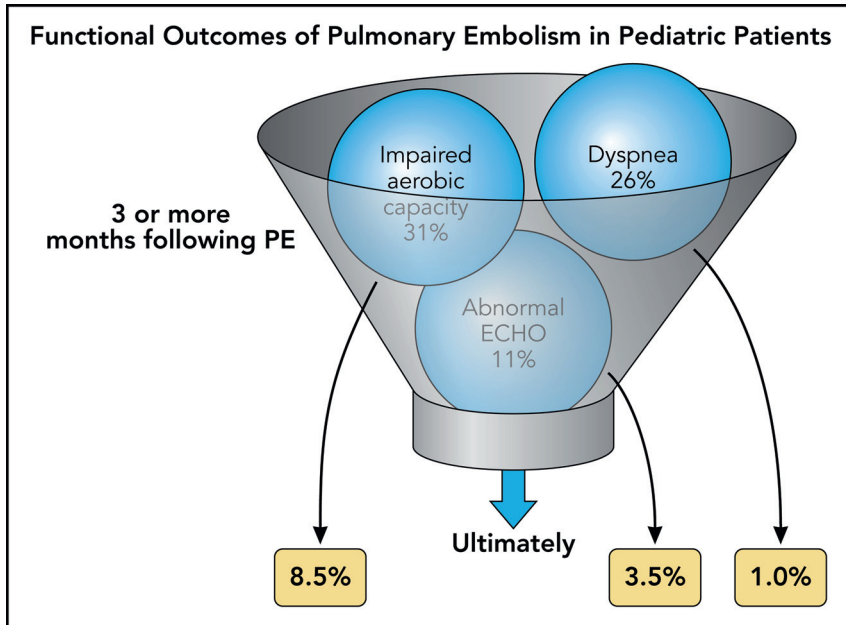 Functional Outcomes of Pulmonary Embolism in Pediatric Patients
Impaired
aerobic
capacity
31%
Dyspnea
26%
3 or more
months following PE
Abnormal
ECHO
11%
Ultimately
8.5%
3.5%
1.0%